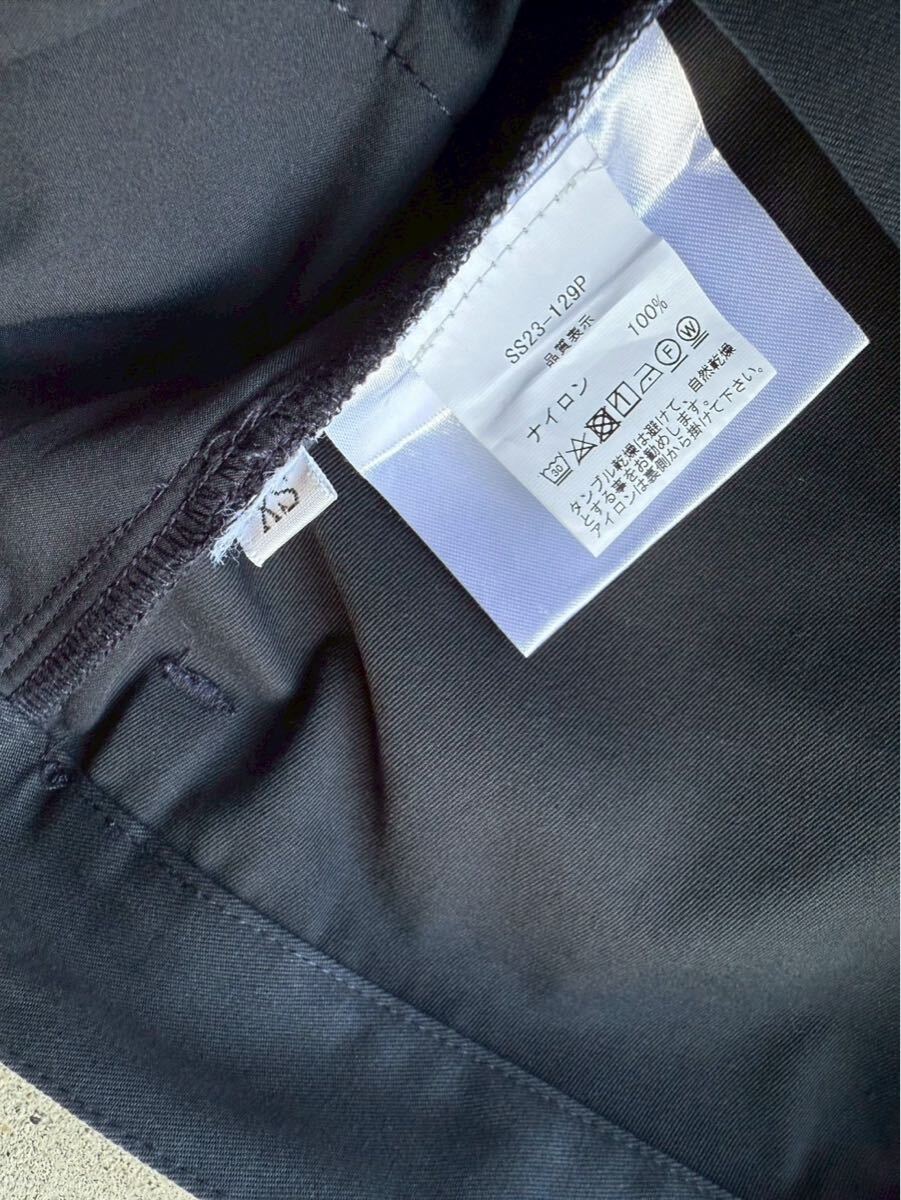 SS23-129P
品質表示
ナイロン 100%
30 F W
タンブル乾燥は避けて、自然乾燥
とする事をお勧めします。
アイロンは裏側から掛けて下さい。
XS